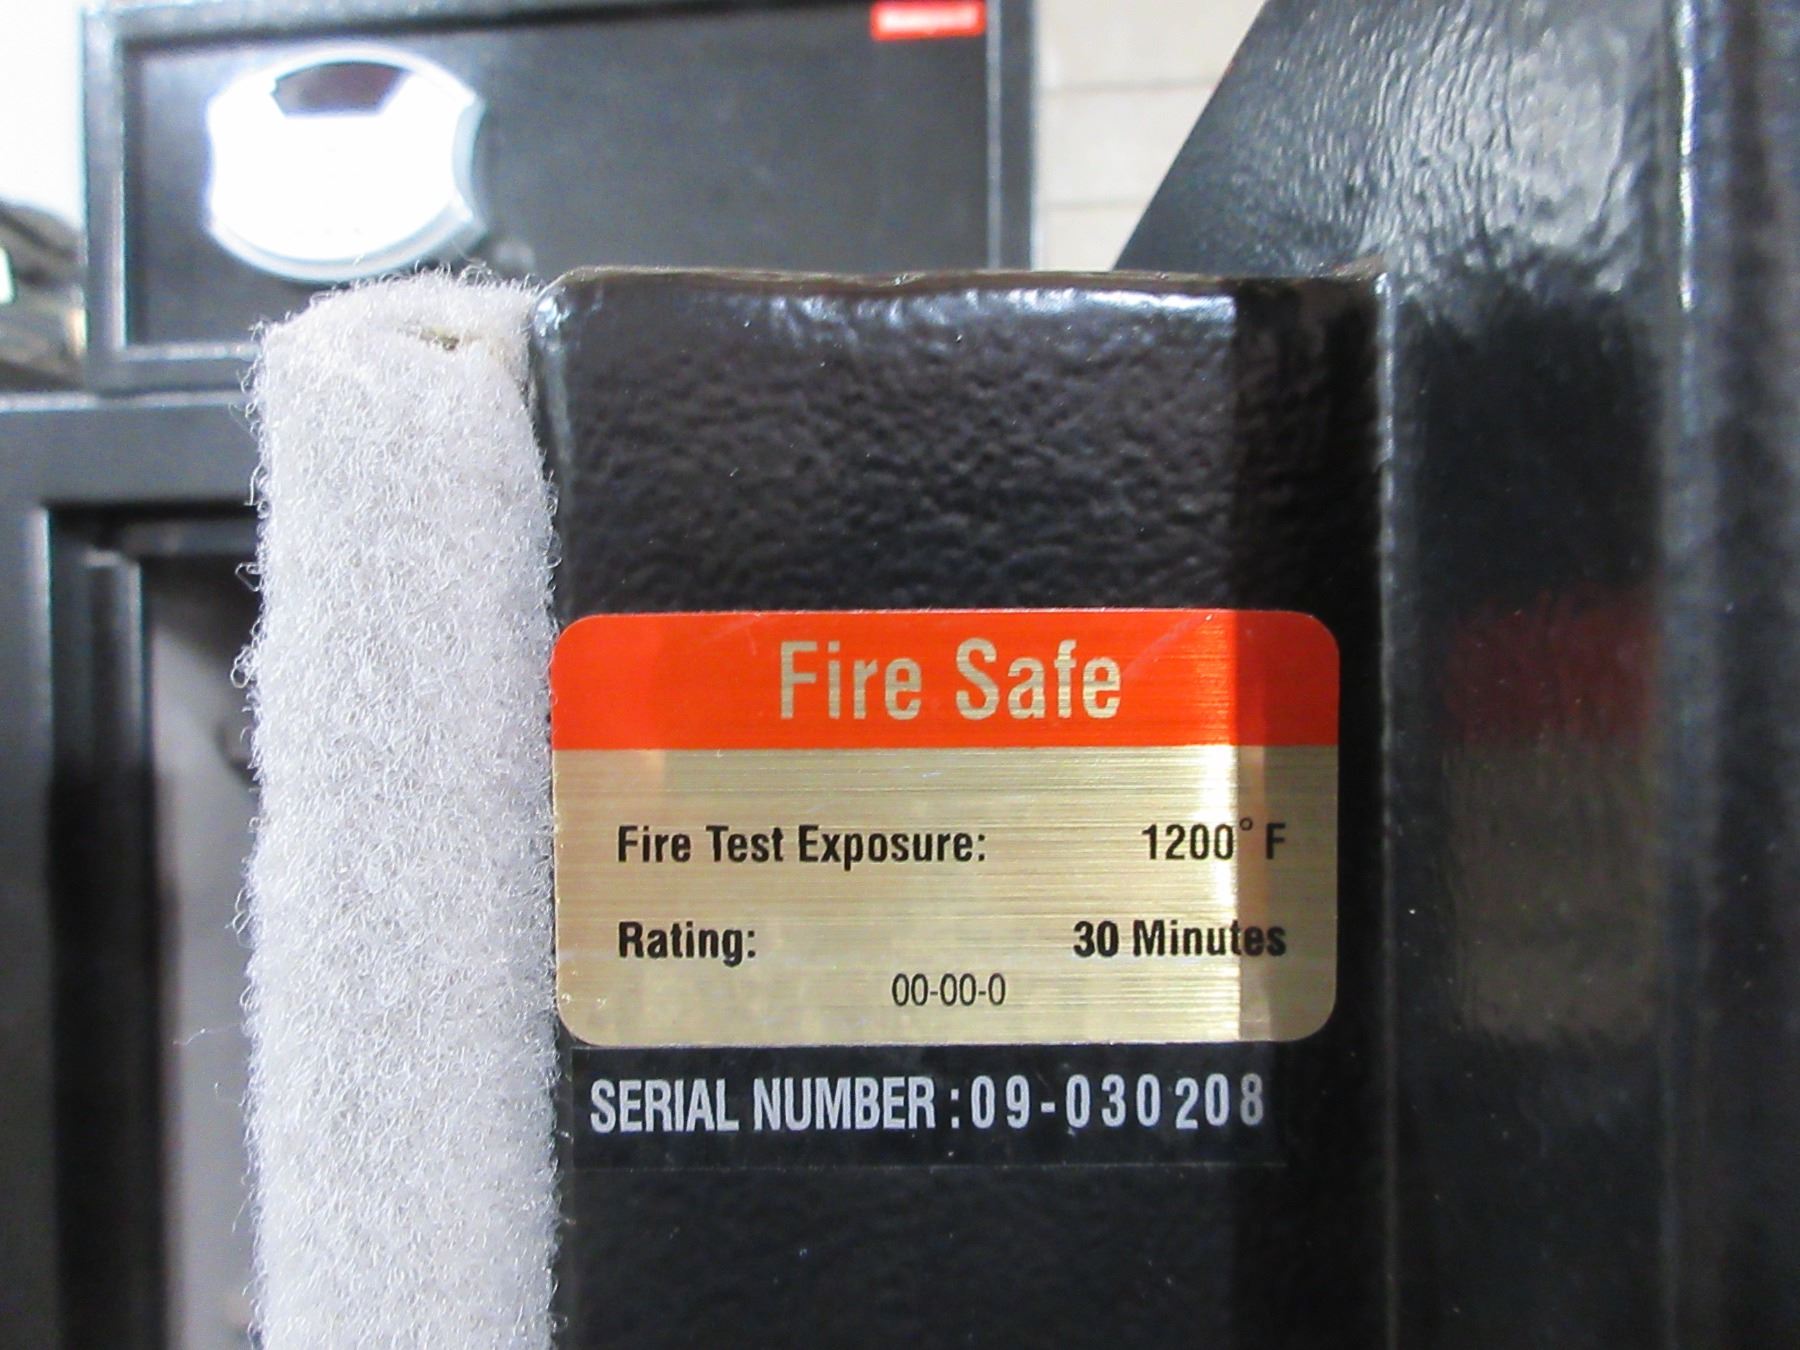 Fire Safe
Fire Test Exposure: 1200° F
Rating: 30 Minutes
00-00-0
SERIAL NUMBER :09-030208